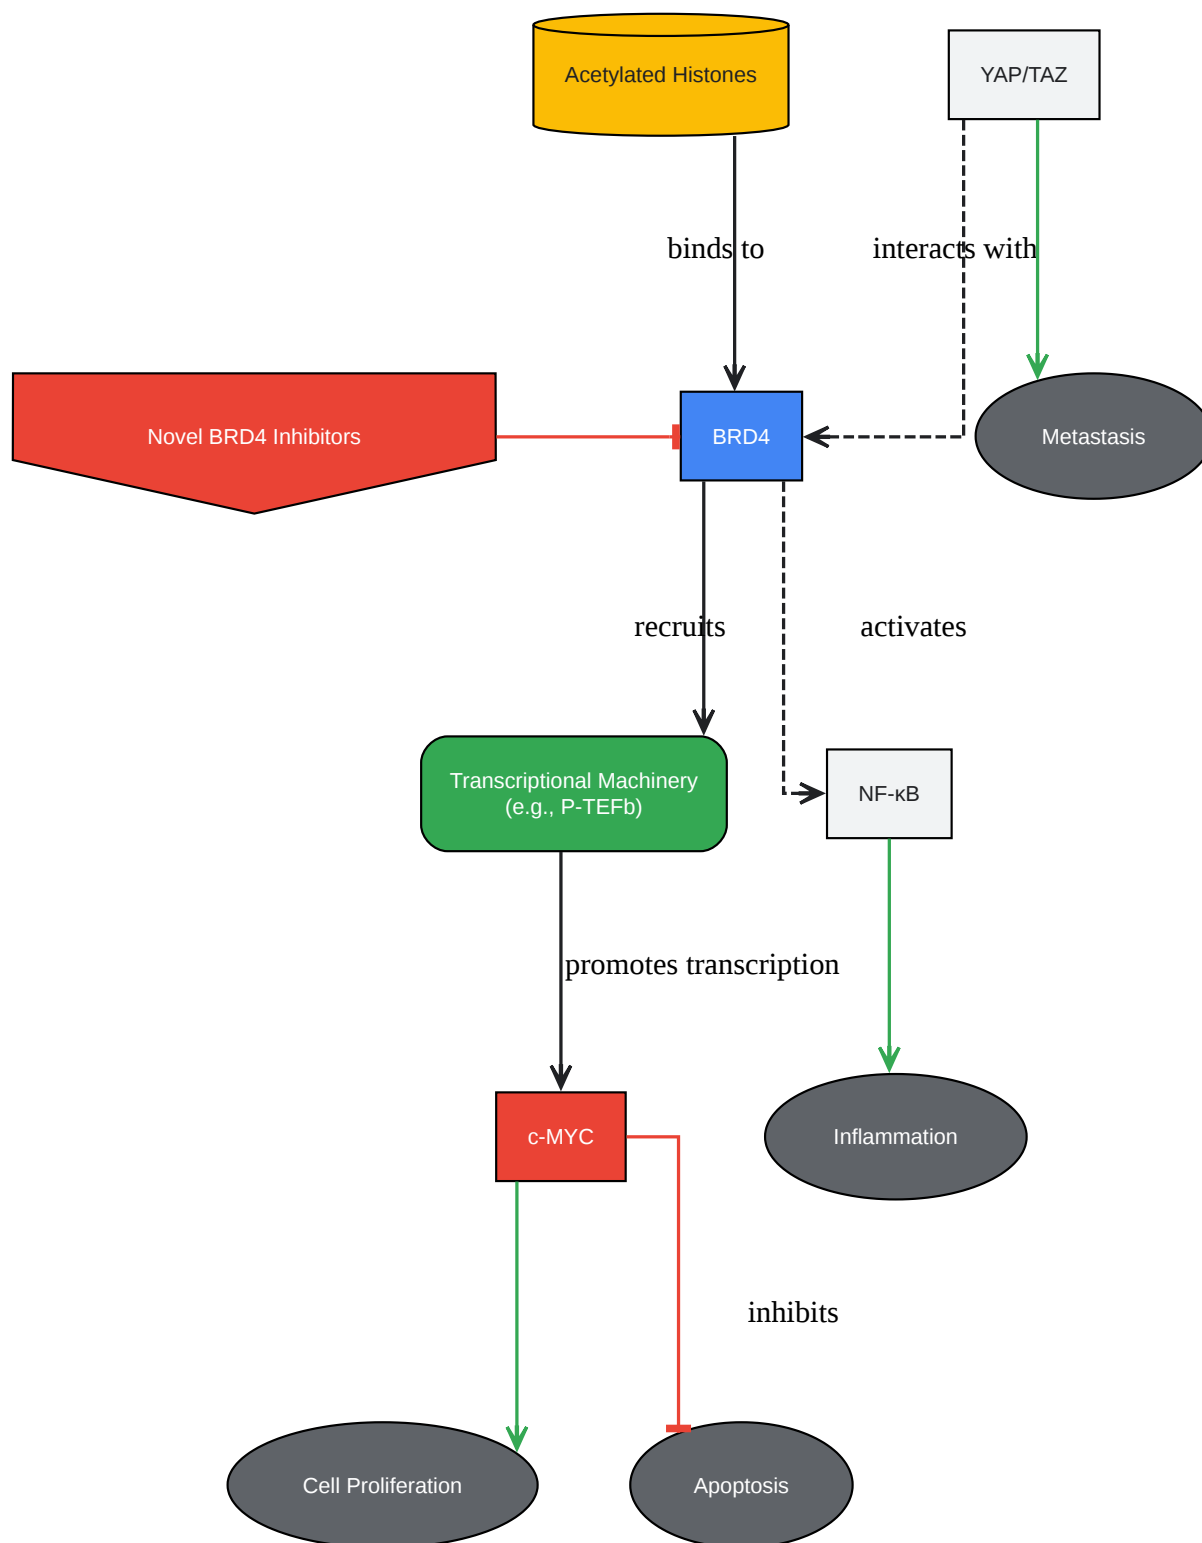 Acetylated Histones
YAP/TAZ
binds to
interacts with
Novel BRD4 Inhibitors
BRD4
Metastasis
recruits
activates
Transcriptional Machinery
(e.g., P-TEFb)
NF-κB
promotes transcription
c-MYC
Inflammation
inhibits
Cell Proliferation
Apoptosis